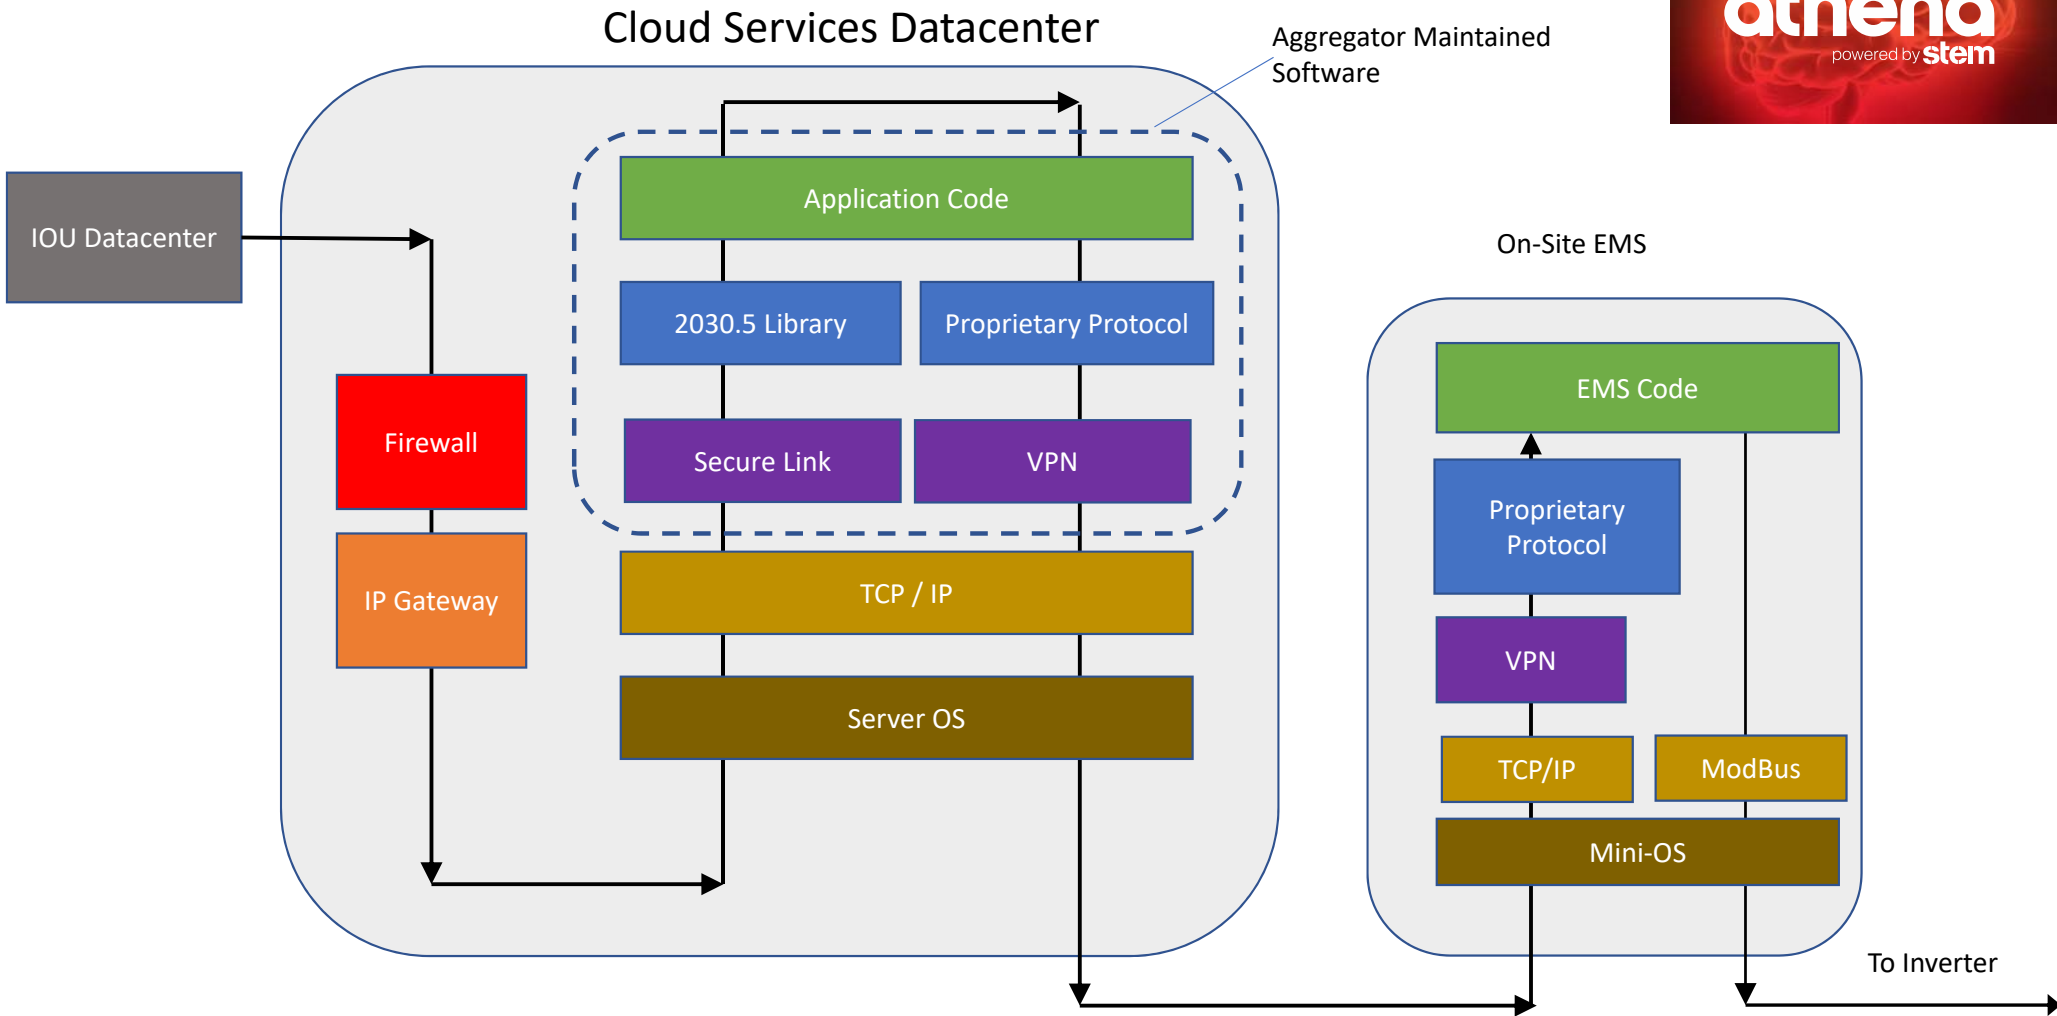 Cloud Services Datacenter
Aggregator Maintained
Software
athena
powered by stem
IOU Datacenter
Application Code
2030.5 Library
Proprietary Protocol
Firewall
Secure Link
VPN
IP Gateway
TCP / IP
Server OS
On-Site EMS
EMS Code
Proprietary
Protocol
VPN
TCP/IP
ModBus
Mini-OS
To Inverter